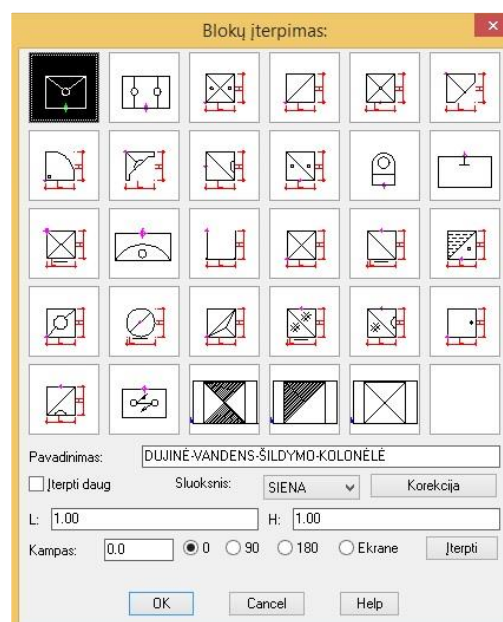 Blokų įterpimas:
Pavadinimas: DUJINĖ-VANDENS-ŠILDYMO-KOLONĖLĖ
Įterpti daug Sluoksnis: SIENA Korekcija
L: 1.00 H: 1.00
Kampas: 0.0 0 90 180 Ekrane Įterpti
OK Cancel Help